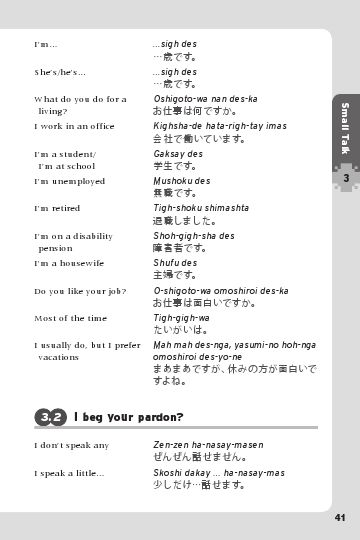 I'm...
...sigh des
…歳です。
She's/he's...
...sigh des
…歳です。
What do you do for a
living?
Oshigoto-wa nan des-ka
お仕事は何ですか。
I work in an office
Kighsha-de hata-righ-tay imas
会社で働いています。
I'm a student/
I'm at school
Gaksay des
学生です。
I'm unemployed
Mushoku des
無職です。
I'm retired
Tigh-shoku shimashta
退職しました。
I'm on a disability
pension
Shoh-gigh-sha des
障害者です。
I'm a housewife
Shufu des
主婦です。
Do you like your job?
O-shigoto-wa omoshiroi des-ka
お仕事は面白いですか。
Most of the time
Tigh-gigh-wa
たいがいは。
I usually do, but I prefer
vacations
Mah mah des-nga, yasumi-no hoh-nga
omoshiroi des-yo-ne
まあまあですが、休みの方が面白いで
すよね。
3.2 I beg your pardon?
I don't speak any
Zen-zen ha-nasay-masen
ぜんぜん話せません。
I speak a little...
Skoshi dakay ... ha-nasay-mas
少しだけ…話せます。
Small Talk
3
41